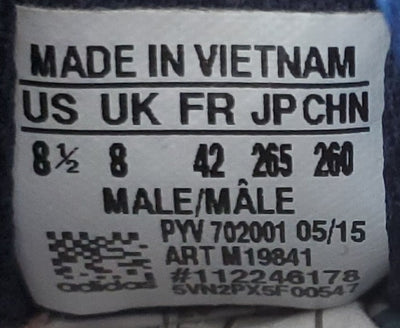 MADE IN VIETNAM
US UK FR JP CHN
8½ 8 42 265 260
MALE/MÂLE
PYV 702001 05/15
ART M19841
#112246178
adidas 5VN2PX5F00547